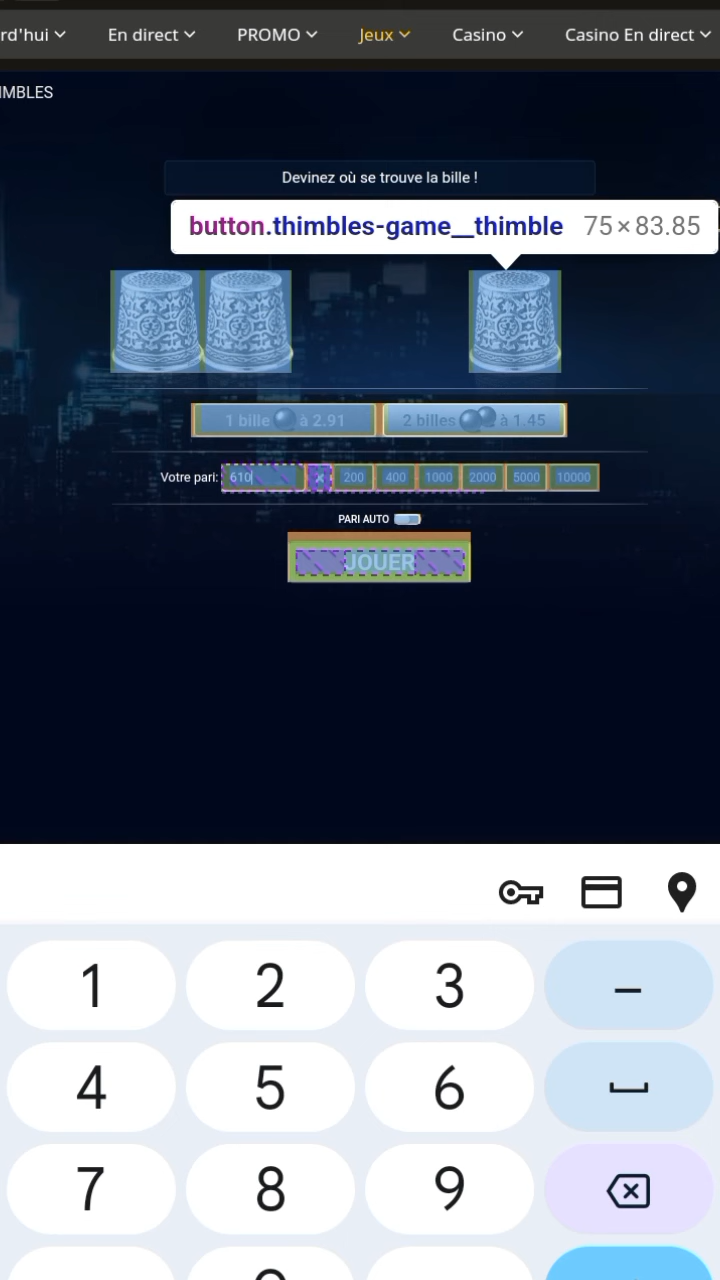 rd'hui En direct PROMO Jeux Casino Casino En direct
IMBLES
Devinez où se trouve la bille !
button.thimbles-game__thimble 75×83.85
1 bille à 2.91 2 billes à 1.45
Votre pari: 610 x 200 400 1000 2000 5000 10000
PARI AUTO
JOUER
1 2 3 –
4 5 6
7 8 9